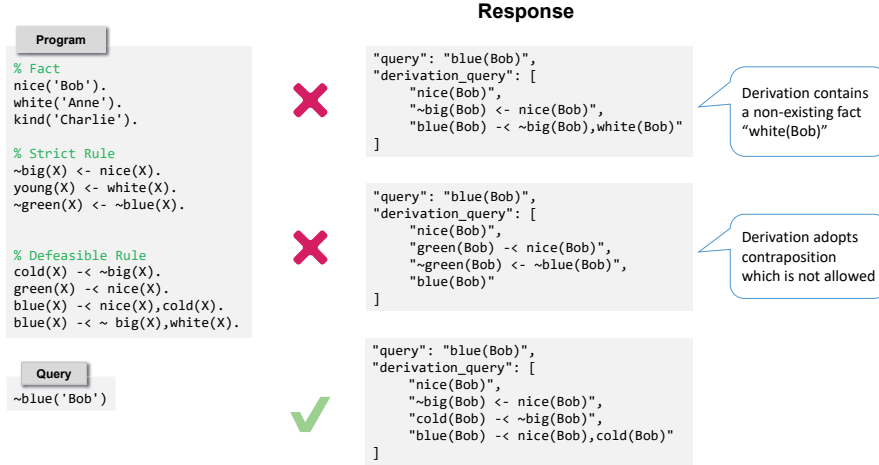 Response
Program
% Fact
nice('Bob').
white('Anne').
kind('Charlie').
% Strict Rule
~big(X) <- nice(X).
young(X) <- white(X).
~green(X) <- ~blue(X).
% Defeasible Rule
cold(X) -< ~big(X).
green(X) -< nice(X).
blue(X) -< nice(X),cold(X).
blue(X) -< ~ big(X),white(X).
Query
~blue('Bob')
"query": "blue(Bob)",
"derivation_query": [
"nice(Bob)",
"~big(Bob) <- nice(Bob)",
"blue(Bob) -< ~big(Bob),white(Bob)"
]
Derivation contains
a non-existing fact
“white(Bob)”
"query": "blue(Bob)",
"derivation_query": [
"nice(Bob)",
"green(Bob) -< nice(Bob)",
"~green(Bob) <- ~blue(Bob)",
"blue(Bob)"
]
Derivation adopts
contraposition
which is not allowed
"query": "blue(Bob)",
"derivation_query": [
"nice(Bob)",
"~big(Bob) <- nice(Bob)",
"cold(Bob) -< ~big(Bob)",
"blue(Bob) -< nice(Bob),cold(Bob)"
]